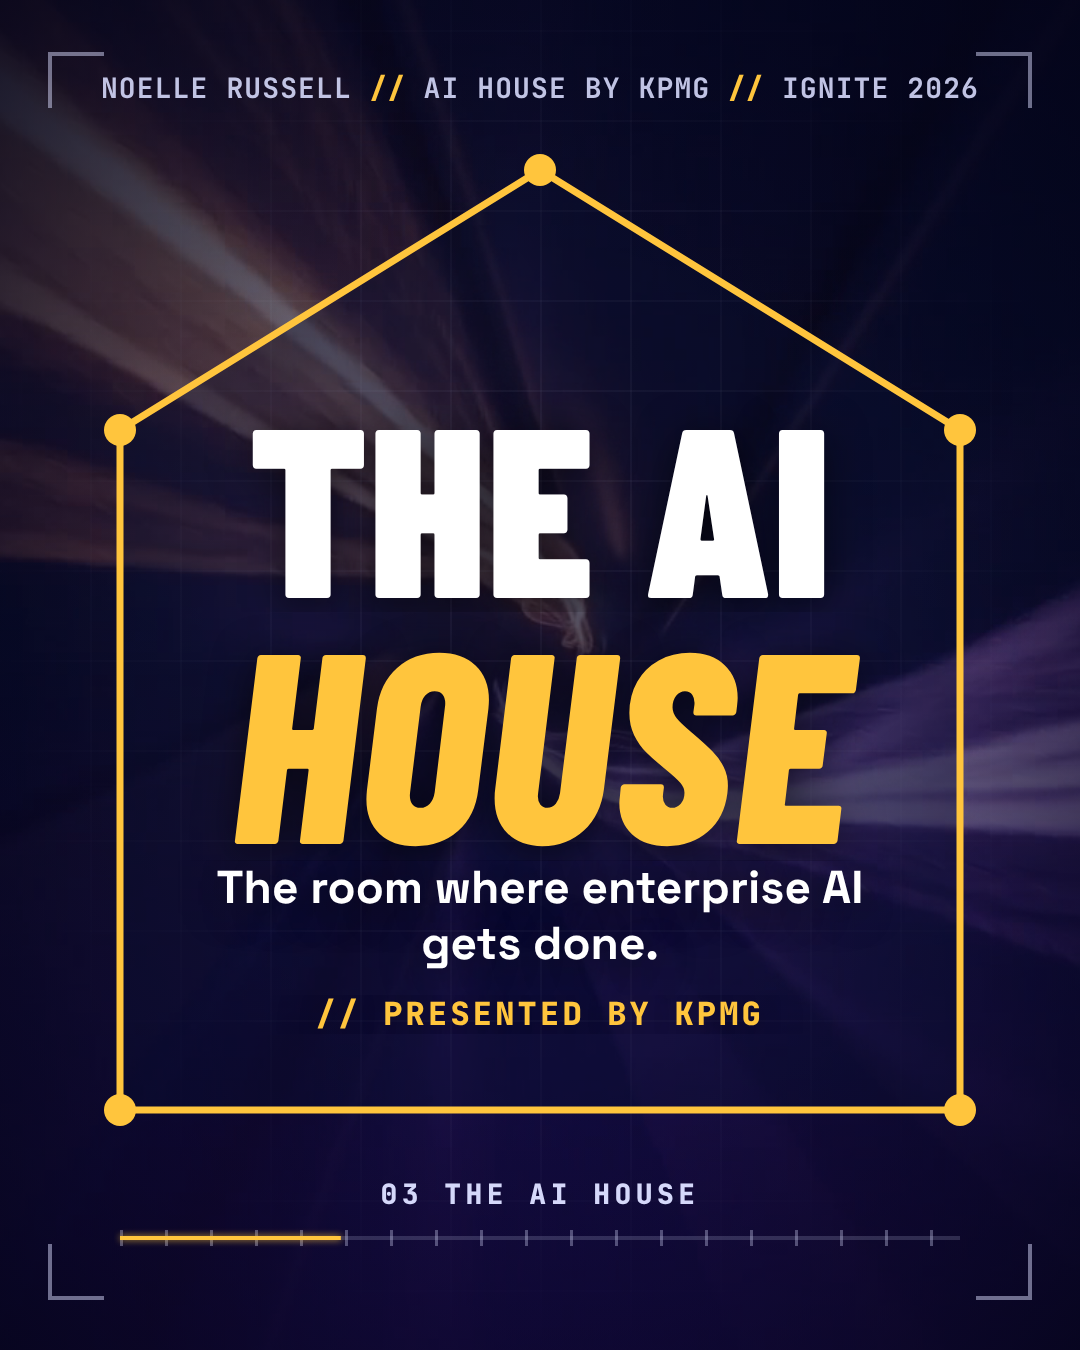 NOELLE RUSSELL // AI HOUSE BY KPMG // IGNITE 2026
THE AI
HOUSE
The room where enterprise AI
gets done.
// PRESENTED BY KPMG
03 THE AI HOUSE